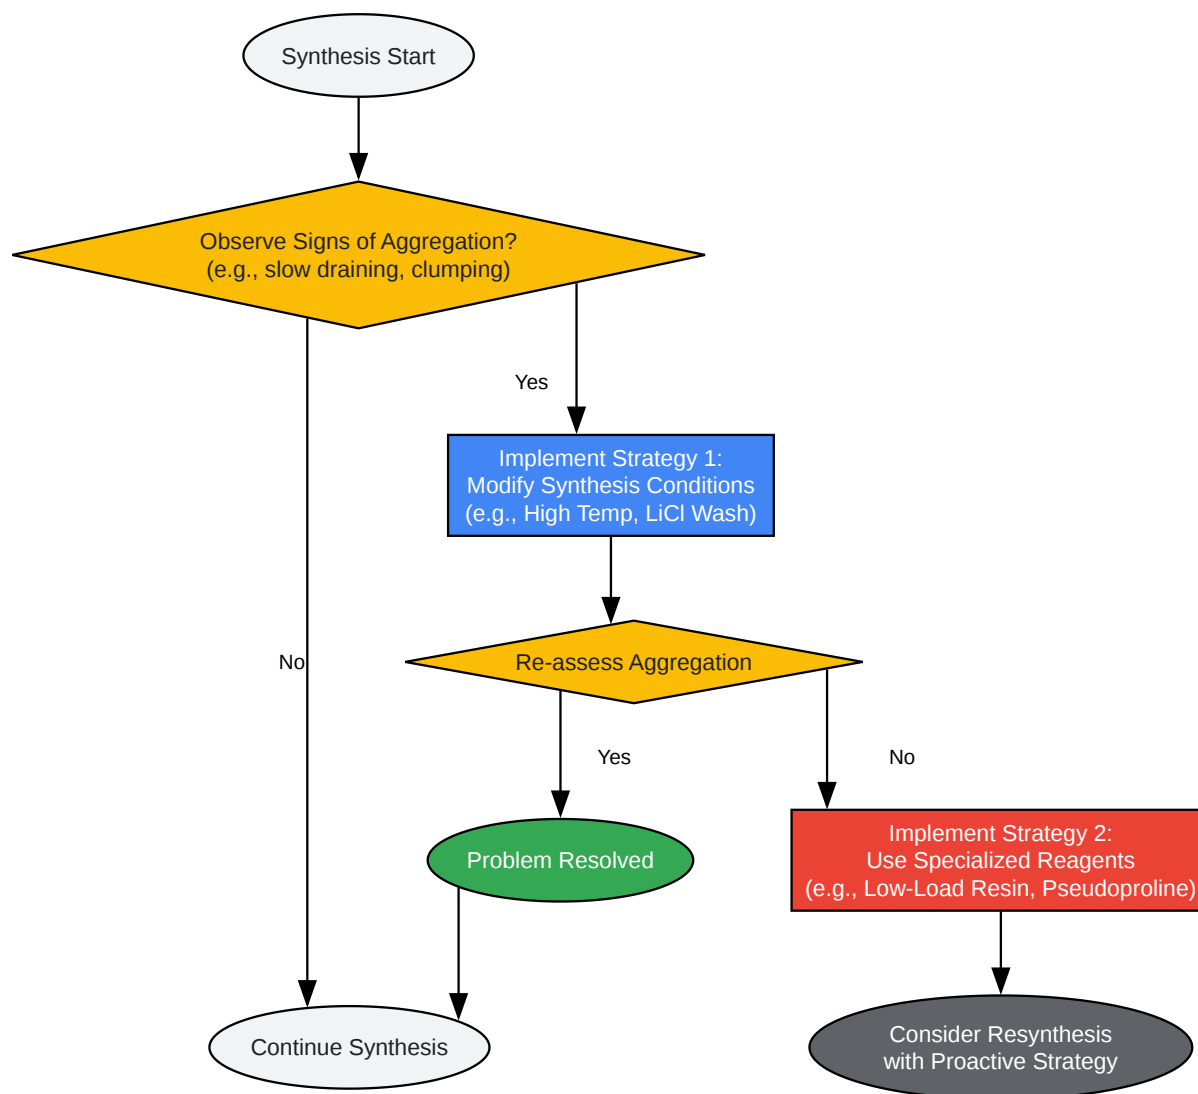 Synthesis Start
Observe Signs of Aggregation?
(e.g., slow draining, clumping)
Yes
Implement Strategy 1:
Modify Synthesis Conditions
(e.g., High Temp, LiCl Wash)
No
Re-assess Aggregation
Yes
No
Problem Resolved
Implement Strategy 2:
Use Specialized Reagents
(e.g., Low-Load Resin, Pseudoproline)
Continue Synthesis
Consider Resynthesis
with Proactive Strategy